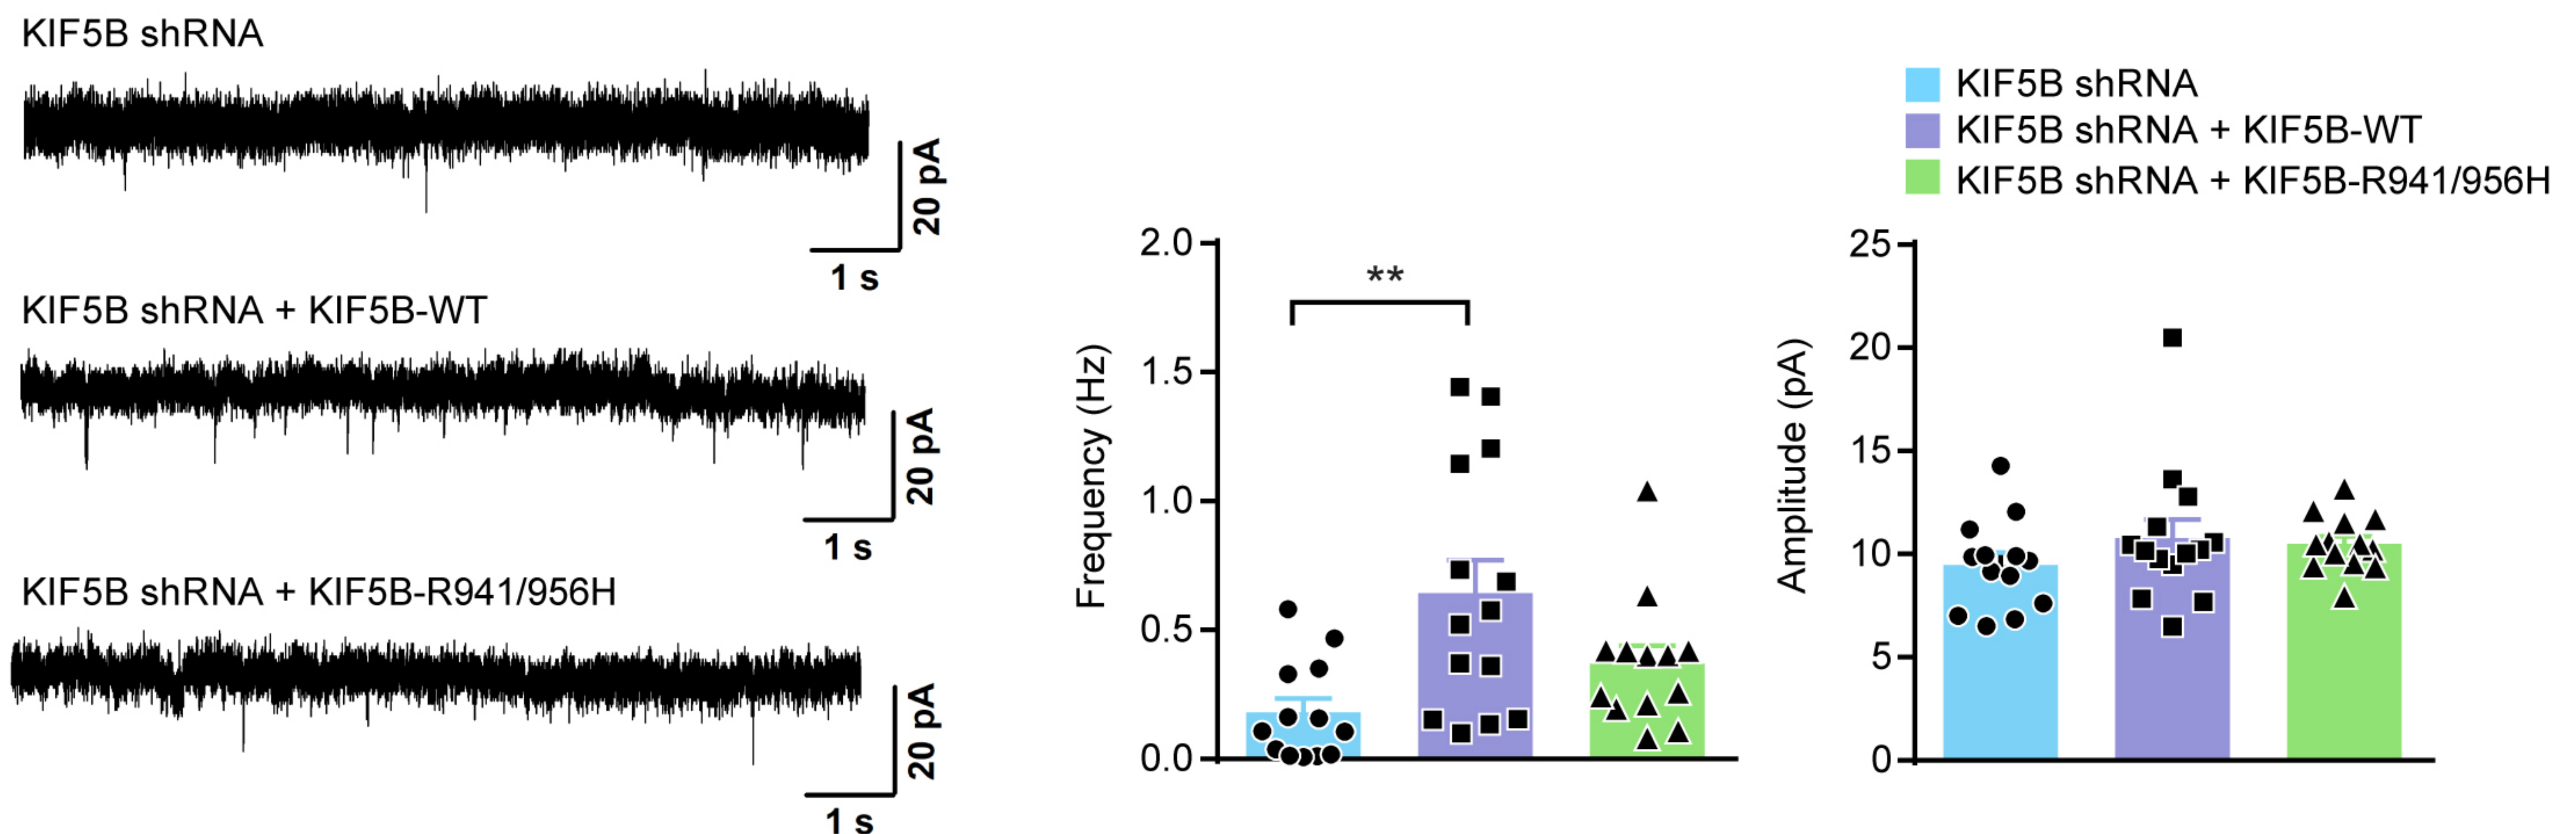 KIF5B shRNA
20 pA
1 s
KIF5B shRNA + KIF5B-WT
20 pA
1 s
KIF5B shRNA + KIF5B-R941/956H
20 pA
1 s
Frequency (Hz)
2.0
1.5
1.0
0.5
0.0
**
KIF5B shRNA
KIF5B shRNA + KIF5B-WT
KIF5B shRNA + KIF5B-R941/956H
Amplitude (pA)
25
20
15
10
5
0